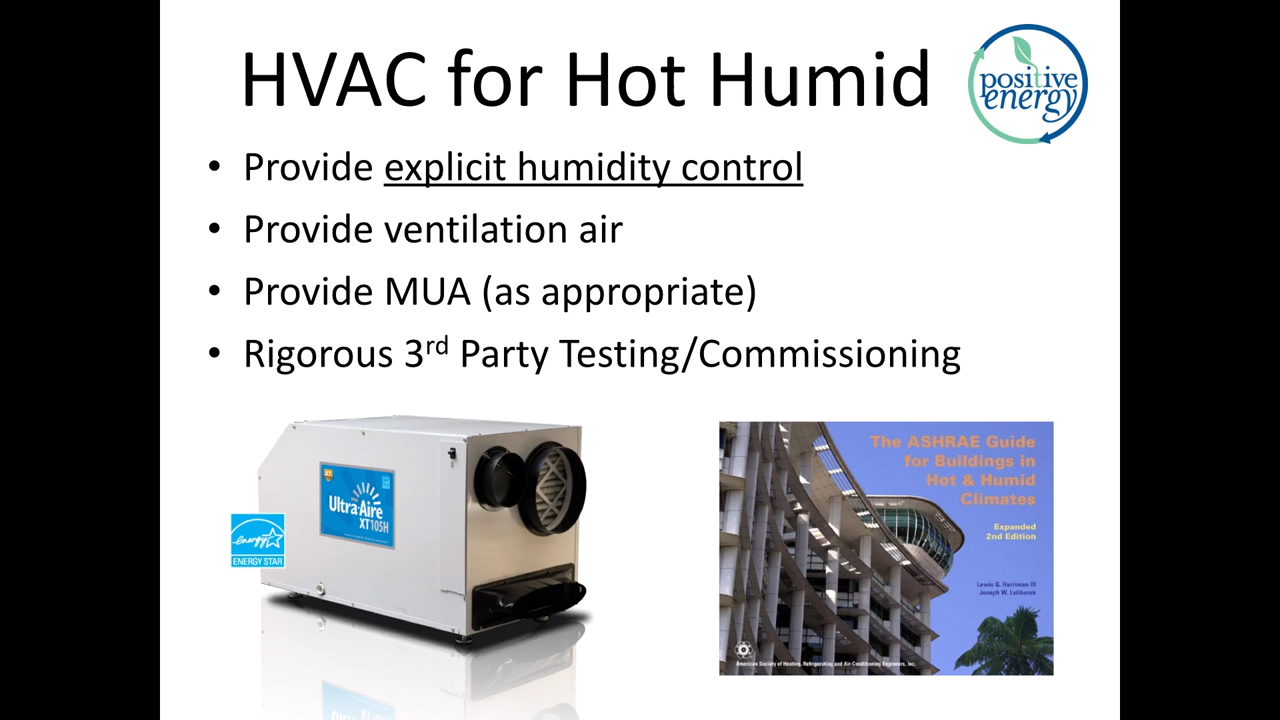 HVAC for Hot Humid
positive
energy
• Provide explicit humidity control
• Provide ventilation air
• Provide MUA (as appropriate)
• Rigorous 3rd Party Testing/Commissioning
XT
Ultra-Aire
XT105H
energy
ENERGY STAR
The ASHRAE Guide
for Buildings in
Hot & Humid
Climates
Expanded
2nd Edition
Lewis G. Harriman III
Joseph W. Lstiburek
American Society of Heating, Refrigerating and Air-Conditioning Engineers, Inc.